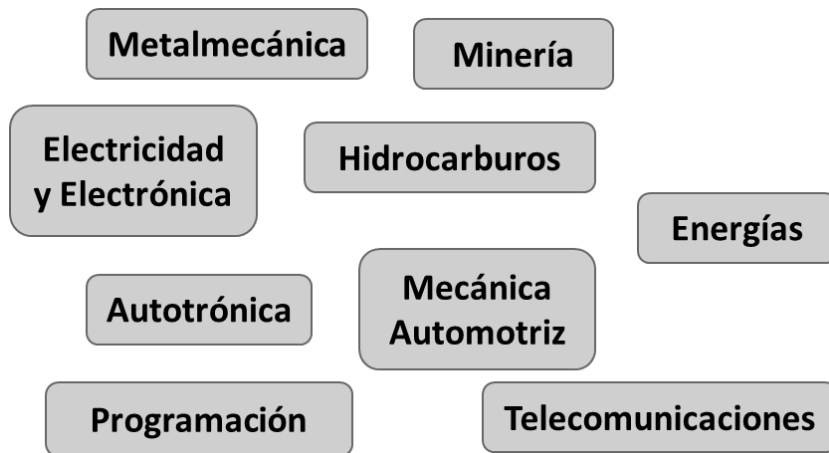 Metalmecánica
Minería
Electricidad
y Electrónica
Hidrocarburos
Energías
Autotrónica
Mecánica
Automotriz
Programación
Telecomunicaciones